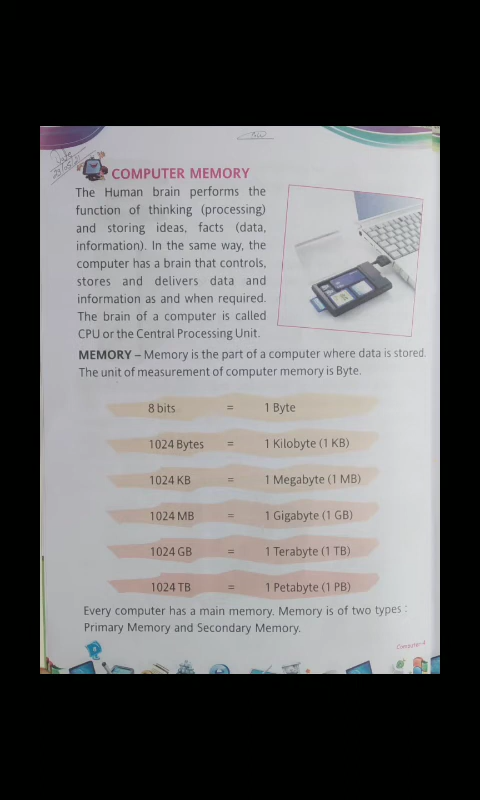 COMPUTER MEMORY
The Human brain performs the
function of thinking (processing)
and storing ideas, facts (data,
information). In the same way, the
computer has a brain that controls,
stores and delivers data and
information as and when required.
The brain of a computer is called
CPU or the Central Processing Unit.
MEMORY – Memory is the part of a computer where data is stored.
The unit of measurement of computer memory is Byte.
8 bits = 1 Byte
1024 Bytes = 1 Kilobyte (1 KB)
1024 KB = 1 Megabyte (1 MB)
1024 MB = 1 Gigabyte (1 GB)
1024 GB = 1 Terabyte (1 TB)
1024 TB = 1 Petabyte (1 PB)
Every computer has a main memory. Memory is of two types :
Primary Memory and Secondary Memory.
Computer-4